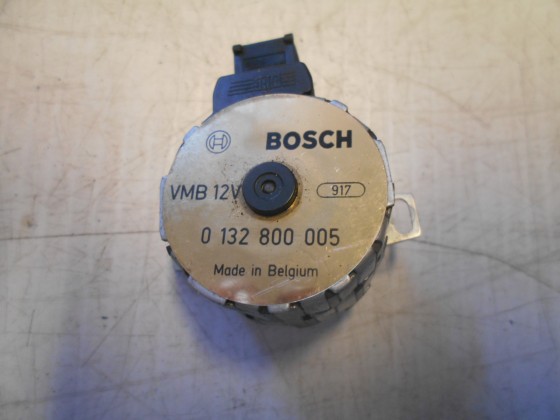 BOSCH
VMB 12V 917
0 132 800 005
Made in Belgium